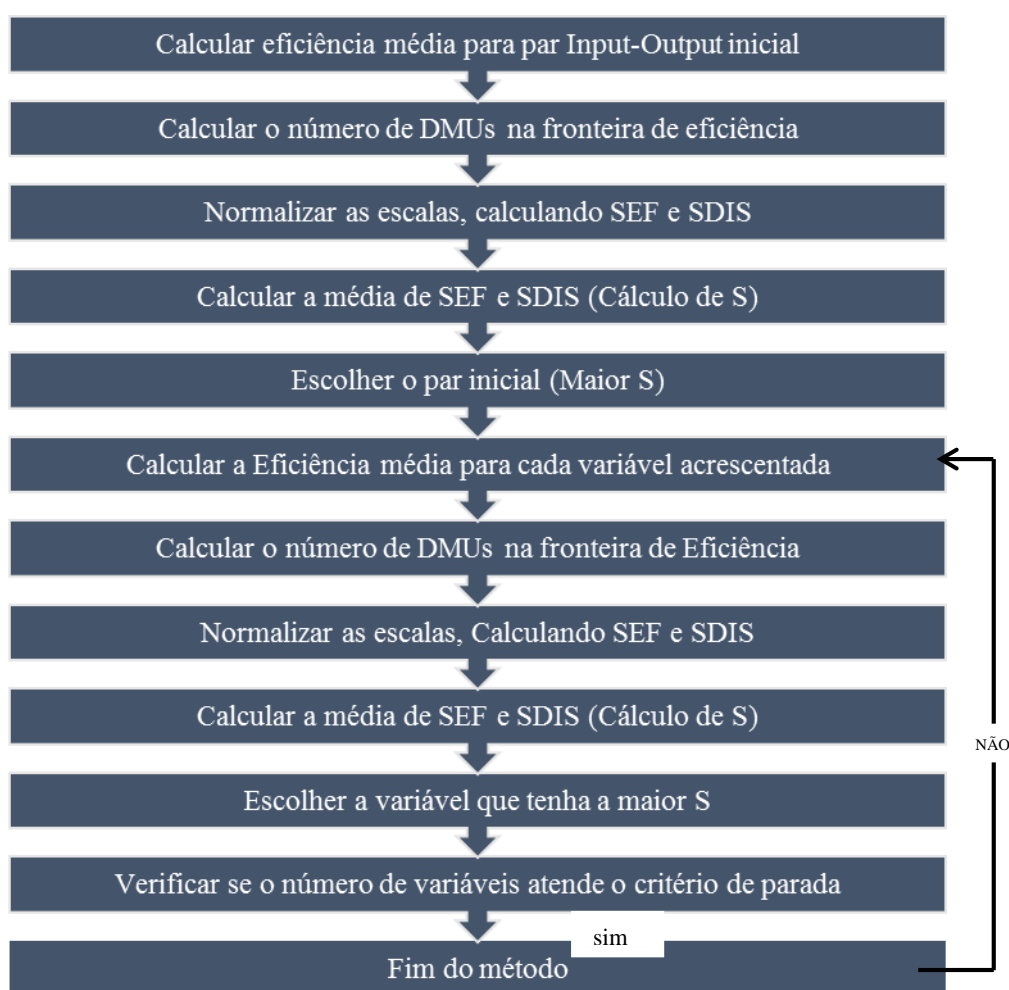 Calcular eficiência média para par Input-Output inicial
Calcular o número de DMUs na fronteira de eficiência
Normalizar as escalas, calculando SEF e SDIS
Calcular a média de SEF e SDIS (Cálculo de S)
Escolher o par inicial (Maior S)
Calcular a Eficiência média para cada variável acrescentada
Calcular o número de DMUs na fronteira de Eficiência
Normalizar as escalas, Calculando SEF e SDIS
Calcular a média de SEF e SDIS (Cálculo de S)
NÃO
Escolher a variável que tenha a maior S
Verificar se o número de variáveis atende o critério de parada
sim
Fim do método